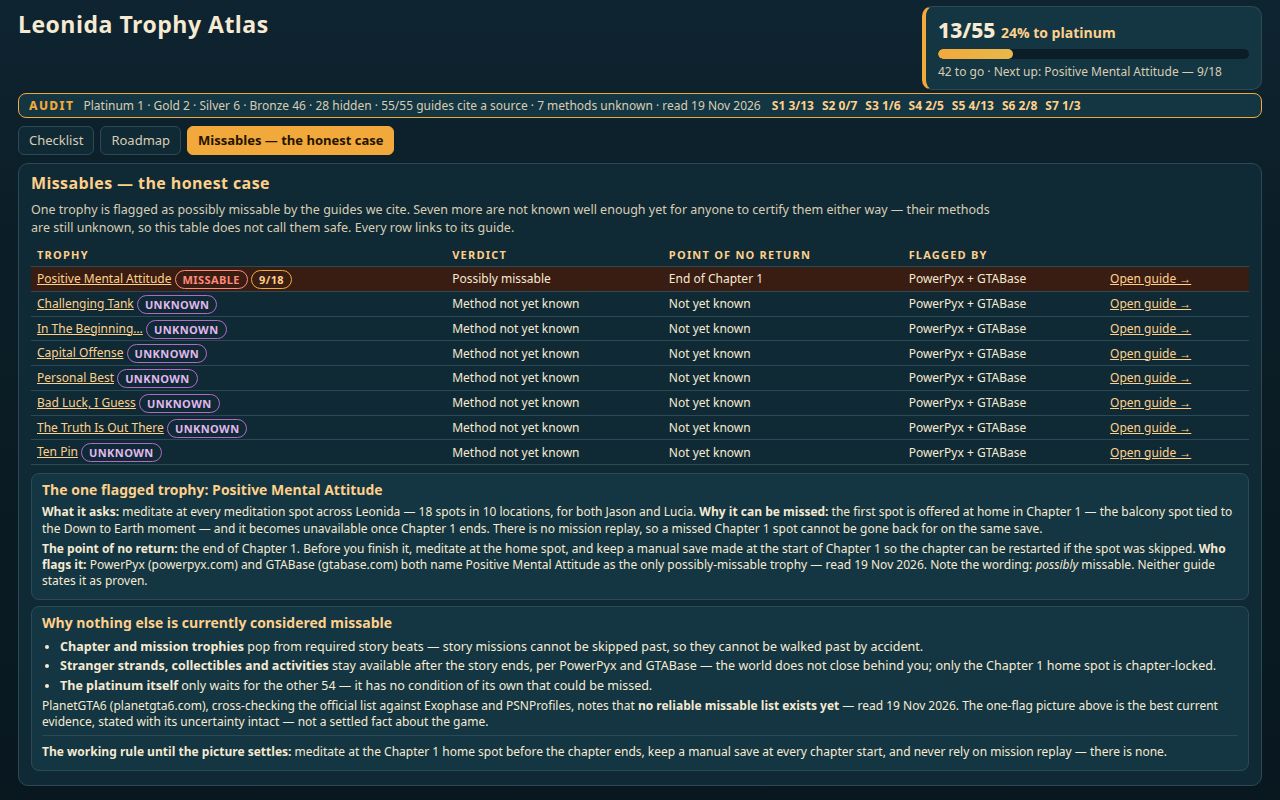 Leonida Trophy Atlas
13/55 24% to platinum
42 to go · Next up: Positive Mental Attitude — 9/18
AUDIT Platinum 1 · Gold 2 · Silver 6 · Bronze 46 · 28 hidden · 55/55 guides cite a source · 7 methods unknown · read 19 Nov 2026 S1 3/13 S2 0/7 S3 1/6 S4 2/5 S5 4/13 S6 2/8 S7 1/3
Checklist Roadmap Missables — the honest case
Missables — the honest case
One trophy is flagged as possibly missable by the guides we cite. Seven more are not known well enough yet for anyone to certify them either way — their methods
are still unknown, so this table does not call them safe. Every row links to its guide.
TROPHY VERDICT POINT OF NO RETURN FLAGGED BY
Positive Mental Attitude MISSABLE 9/18 Possibly missable End of Chapter 1 PowerPyx + GTABase Open guide →
Challenging Tank UNKNOWN Method not yet known Not yet known PowerPyx + GTABase Open guide →
In The Beginning... UNKNOWN Method not yet known Not yet known PowerPyx + GTABase Open guide →
Capital Offense UNKNOWN Method not yet known Not yet known PowerPyx + GTABase Open guide →
Personal Best UNKNOWN Method not yet known Not yet known PowerPyx + GTABase Open guide →
Bad Luck, I Guess UNKNOWN Method not yet known Not yet known PowerPyx + GTABase Open guide →
The Truth Is Out There UNKNOWN Method not yet known Not yet known PowerPyx + GTABase Open guide →
Ten Pin UNKNOWN Method not yet known Not yet known PowerPyx + GTABase Open guide →
The one flagged trophy: Positive Mental Attitude
What it asks: meditate at every meditation spot across Leonida — 18 spots in 10 locations, for both Jason and Lucia. Why it can be missed: the first spot is offered at home in Chapter 1 — the balcony spot tied to
the Down to Earth moment — and it becomes unavailable once Chapter 1 ends. There is no mission replay, so a missed Chapter 1 spot cannot be gone back for on the same save.
The point of no return: the end of Chapter 1. Before you finish it, meditate at the home spot, and keep a manual save made at the start of Chapter 1 so the chapter can be restarted if the spot was skipped. Who
flags it: PowerPyx (powerpyx.com) and GTABase (gtabase.com) both name Positive Mental Attitude as the only possibly-missable trophy — read 19 Nov 2026. Note the wording: possibly missable. Neither guide
states it as proven.
Why nothing else is currently considered missable
• Chapter and mission trophies pop from required story beats — story missions cannot be skipped past, so they cannot be walked past by accident.
• Stranger strands, collectibles and activities stay available after the story ends, per PowerPyx and GTABase — the world does not close behind you; only the Chapter 1 home spot is chapter-locked.
• The platinum itself only waits for the other 54 — it has no condition of its own that could be missed.
PlanetGTA6 (planetgta6.com), cross-checking the official list against Exophase and PSNProfiles, notes that no reliable missable list exists yet — read 19 Nov 2026. The one-flag picture above is the best current
evidence, stated with its uncertainty intact — not a settled fact about the game.
The working rule until the picture settles: meditate at the Chapter 1 home spot before the chapter ends, keep a manual save at every chapter start, and never rely on mission replay — there is none.